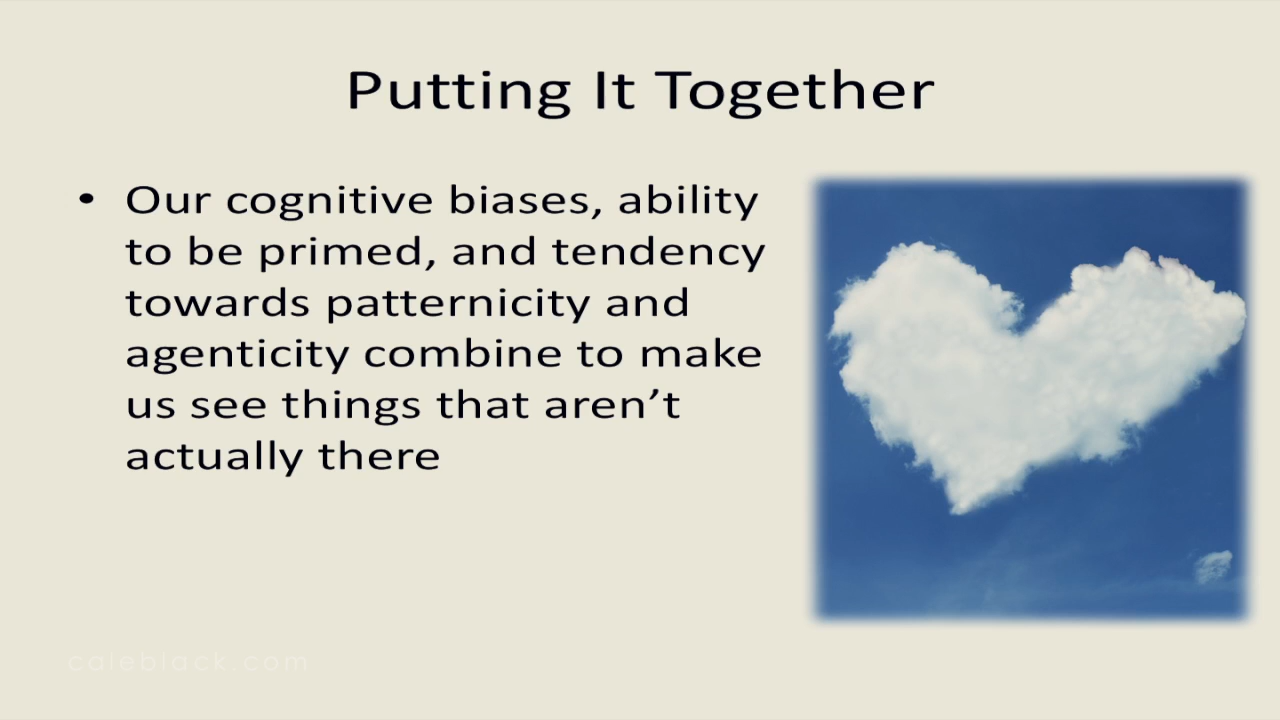 Putting It Together
• Our cognitive biases, ability
to be primed, and tendency
towards patternicity and
agenticity combine to make
us see things that aren’t
actually there
caleblack.com